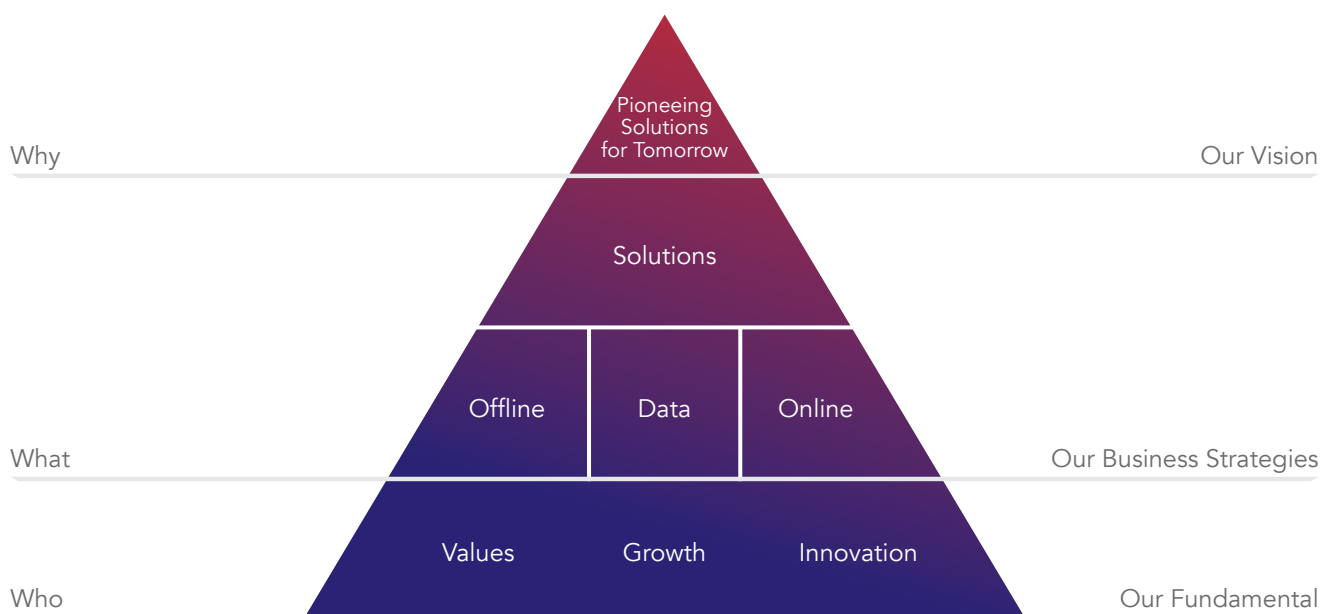 Pioneeing
Solutions
for Tomorrow
Why
Our Vision
Solutions
Offline
Data
Online
What
Our Business Strategies
Values
Growth
Innovation
Who
Our Fundamental